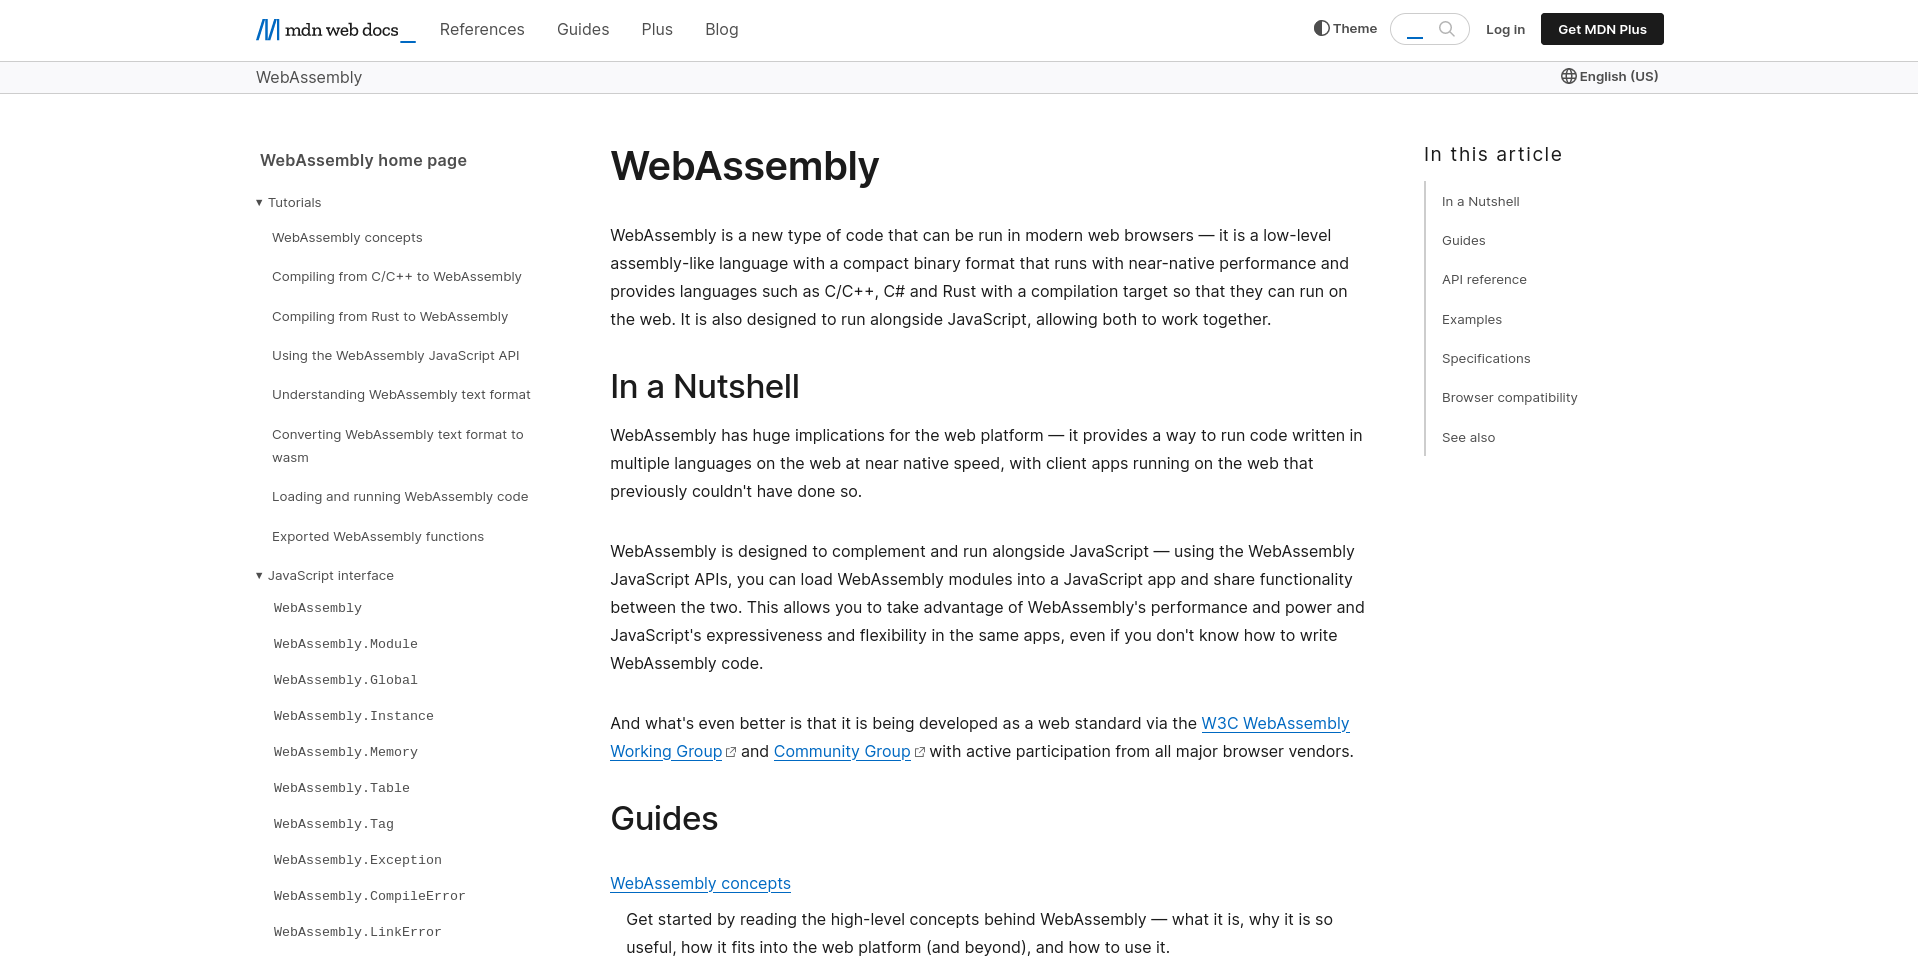 mdn web docs
References
Guides
Plus
Blog
Theme
Log in
Get MDN Plus
WebAssembly
English (US)
WebAssembly home page
▾ Tutorials
WebAssembly concepts
Compiling from C/C++ to WebAssembly
Compiling from Rust to WebAssembly
Using the WebAssembly JavaScript API
Understanding WebAssembly text format
Converting WebAssembly text format to
wasm
Loading and running WebAssembly code
Exported WebAssembly functions
▾ JavaScript interface
WebAssembly
WebAssembly.Module
WebAssembly.Global
WebAssembly.Instance
WebAssembly.Memory
WebAssembly.Table
WebAssembly.Tag
WebAssembly.Exception
WebAssembly.CompileError
WebAssembly.LinkError
WebAssembly
WebAssembly is a new type of code that can be run in modern web browsers — it is a low-level
assembly-like language with a compact binary format that runs with near-native performance and
provides languages such as C/C++, C# and Rust with a compilation target so that they can run on
the web. It is also designed to run alongside JavaScript, allowing both to work together.
In a Nutshell
WebAssembly has huge implications for the web platform — it provides a way to run code written in
multiple languages on the web at near native speed, with client apps running on the web that
previously couldn't have done so.
WebAssembly is designed to complement and run alongside JavaScript — using the WebAssembly
JavaScript APIs, you can load WebAssembly modules into a JavaScript app and share functionality
between the two. This allows you to take advantage of WebAssembly's performance and power and
JavaScript's expressiveness and flexibility in the same apps, even if you don't know how to write
WebAssembly code.
And what's even better is that it is being developed as a web standard via the W3C WebAssembly
Working Group and Community Group with active participation from all major browser vendors.
Guides
WebAssembly concepts
Get started by reading the high-level concepts behind WebAssembly — what it is, why it is so
useful, how it fits into the web platform (and beyond), and how to use it.
In this article
In a Nutshell
Guides
API reference
Examples
Specifications
Browser compatibility
See also